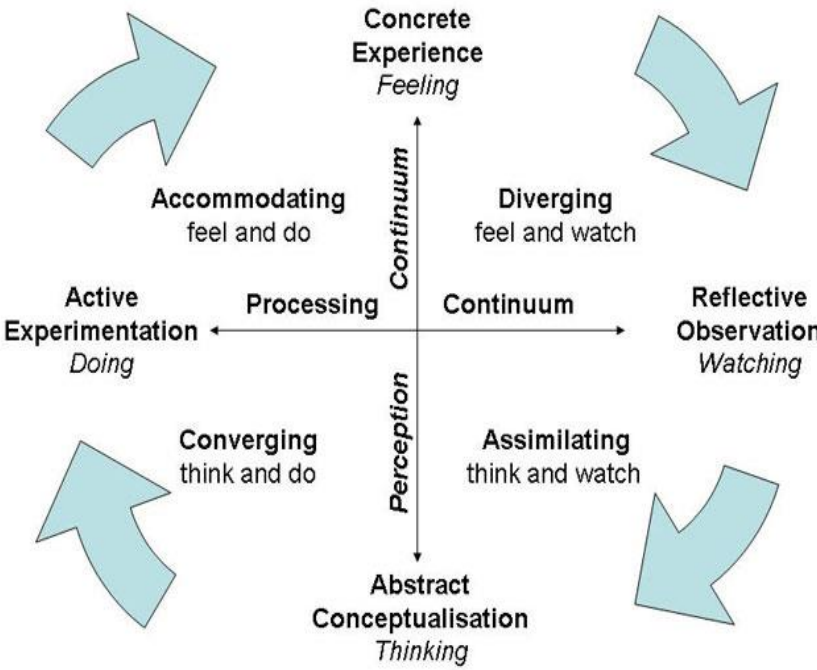 Concrete
Experience
Feeling
Continuum
Accommodating
feel and do
Diverging
feel and watch
Active
Experimentation
Doing
Processing
Continuum
Reflective
Observation
Watching
Perception
Converging
think and do
Assimilating
think and watch
Abstract
Conceptualisation
Thinking